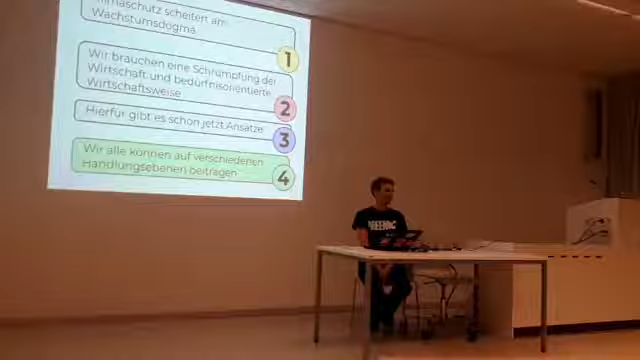 Klimaschutz scheitert am
Wachstumsdogma
1
Wir brauchen eine Schrumpfung der
Wirtschaft und bedürfnisorientierte
Wirtschaftsweise
2
Hierfür gibt es schon jetzt Ansätze
3
Wir alle können auf verschiedenen
Handlungsebenen beitragen
4